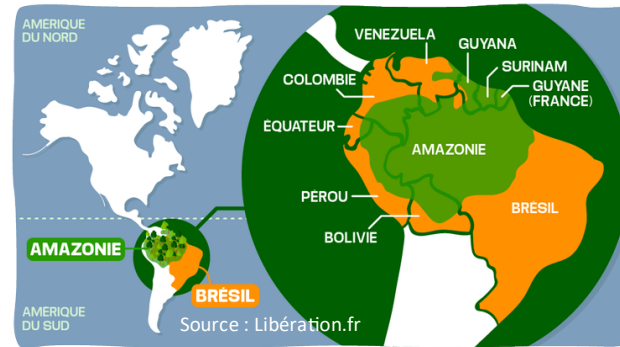 AMÉRIQUE
DU NORD
VENEZUELA
GUYANA
SURINAM
GUYANE
(FRANCE)
COLOMBIE
ÉQUATEUR
AMAZONIE
PÉROU
BRÉSIL
BOLIVIE
AMAZONIE
BRÉSIL
AMÉRIQUE
DU SUD
Source : Libération.fr